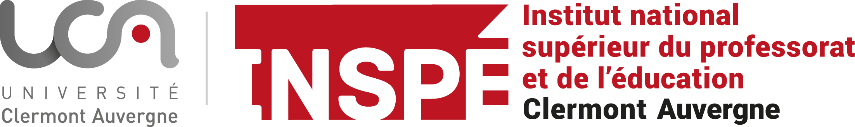 UCA
UNIVERSITÉ
Clermont Auvergne
INSPÉ
Institut national
supérieur du professorat
et de l'éducation
Clermont Auvergne